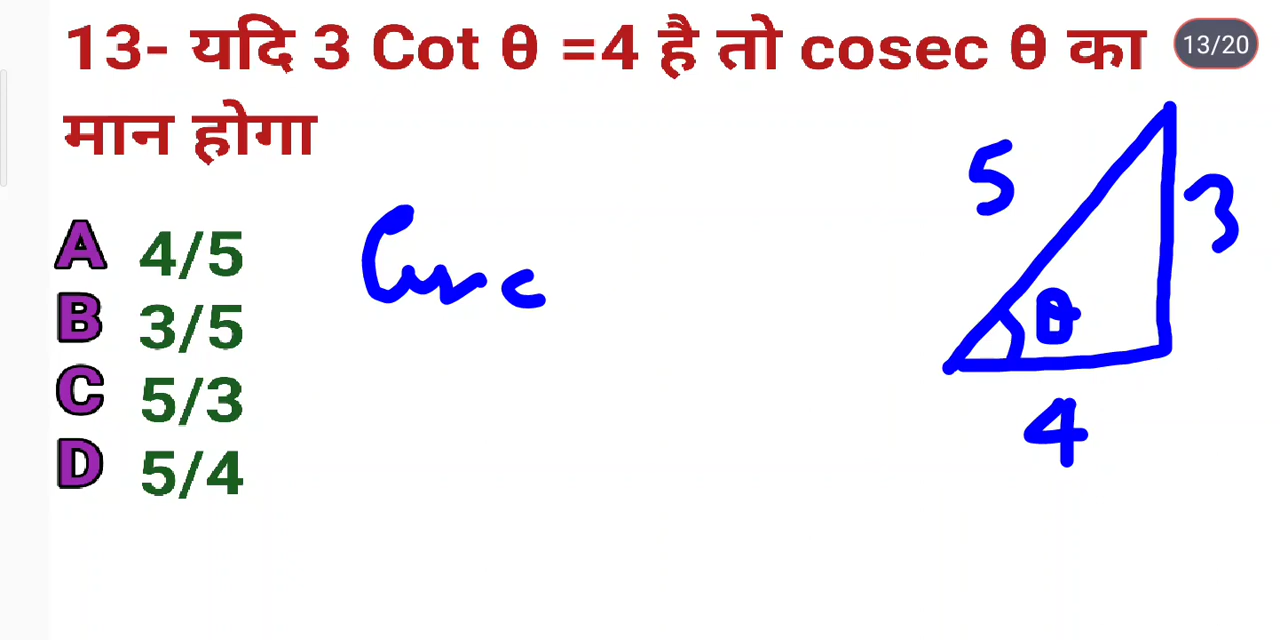 13- यदि 3 Cot θ =4 है तो cosec θ का
13/20
मान होगा
5
3
A 4/5
B 3/5
θ
C 5/3
4
D 5/4